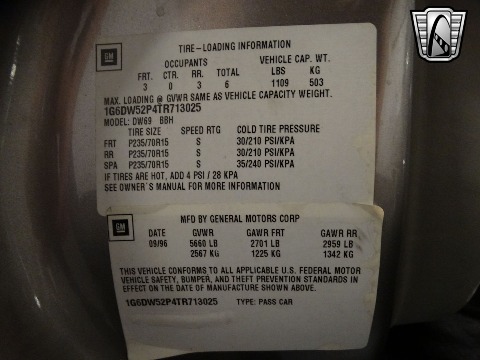 GM
TIRE-LOADING INFORMATION
OCCUPANTS VEHICLE CAP. WT.
FRT. CTR. RR. TOTAL LBS KG
3 0 3 6 1109 503
MAX. LOADING @ GVWR SAME AS VEHICLE CAPACITY WEIGHT.
1G6DW52P4TR713025
MODEL: DW69 BBH
TIRE SIZE SPEED RTG COLD TIRE PRESSURE
FRT P235/70R15 S 30/210 PSI/KPA
RR P235/70R15 S 30/210 PSI/KPA
SPA P235/70R15 S 35/240 PSI/KPA
IF TIRES ARE HOT, ADD 4 PSI / 28 KPA
SEE OWNER'S MANUAL FOR MORE INFORMATION
GM
MFD BY GENERAL MOTORS CORP
DATE GVWR GAWR FRT GAWR RR
09/96 5660 LB 2701 LB 2959 LB
2567 KG 1225 KG 1342 KG
THIS VEHICLE CONFORMS TO ALL APPLICABLE U.S. FEDERAL MOTOR
VEHICLE SAFETY, BUMPER, AND THEFT PREVENTION STANDARDS IN
EFFECT ON THE DATE OF MANUFACTURE SHOWN ABOVE.
1G6DW52P4TR713025 TYPE: PASS CAR